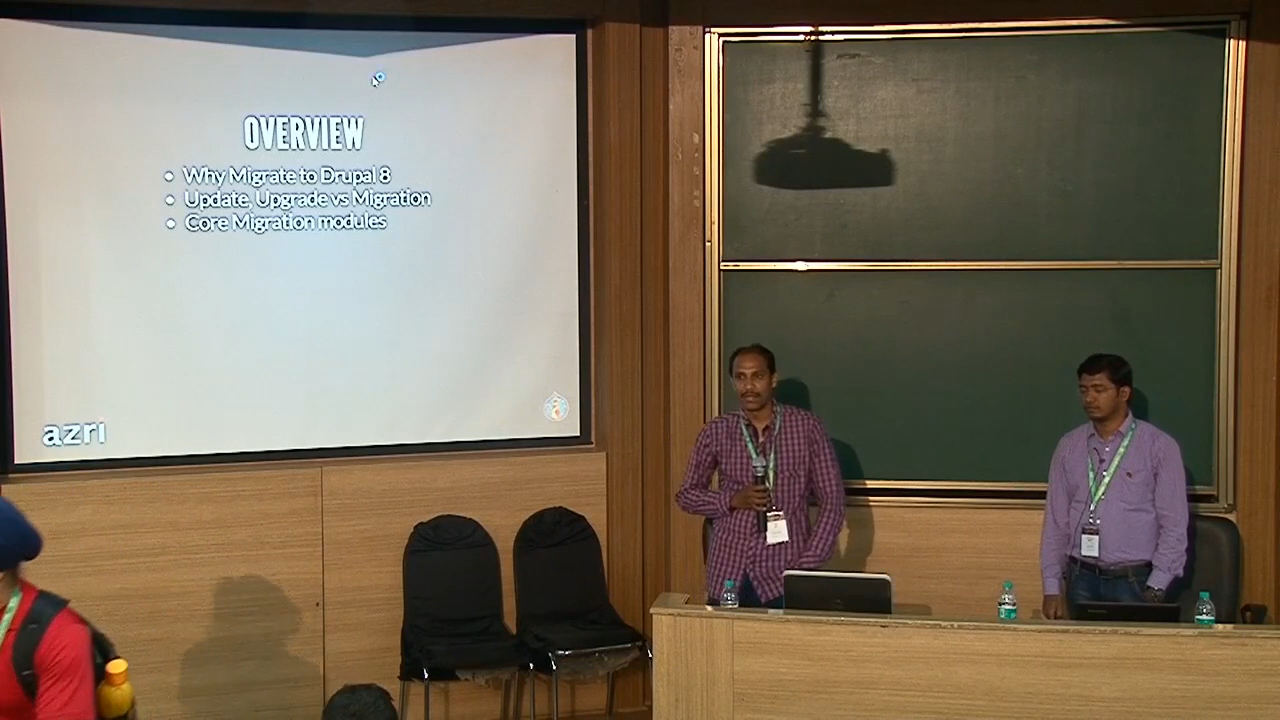 OVERVIEW
Why Migrate to Drupal 8
Update, Upgrade vs Migration
Core Migration modules
azri